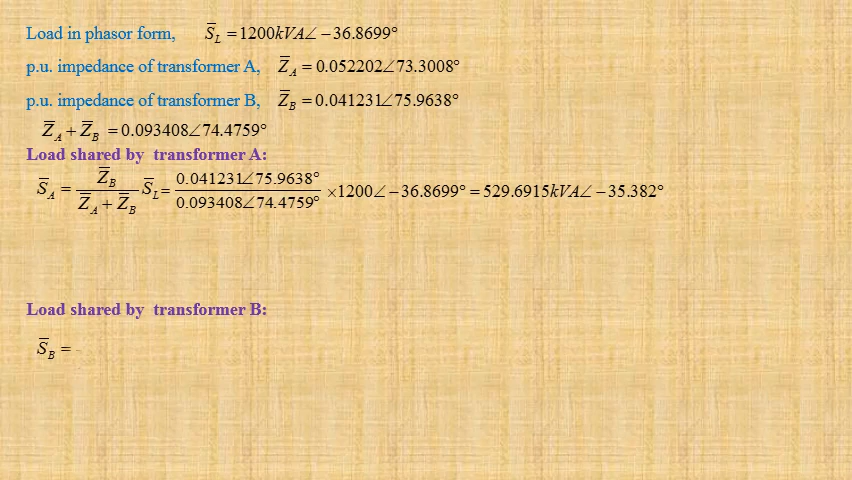 Load in phasor form, S̄_L = 1200kVA∠−36.8699°
p.u. impedance of transformer A, Z̄_A = 0.052202∠73.3008°
p.u. impedance of transformer B, Z̄_B = 0.041231∠75.9638°
Z̄_A + Z̄_B = 0.093408∠74.4759°
Load shared by transformer A:
S̄_A = Z̄_B / (Z̄_A + Z̄_B) S̄_L = 0.041231∠75.9638° / 0.093408∠74.4759° ×1200∠−36.8699° = 529.6915kVA∠−35.382°
Load shared by transformer B:
S̄_B =